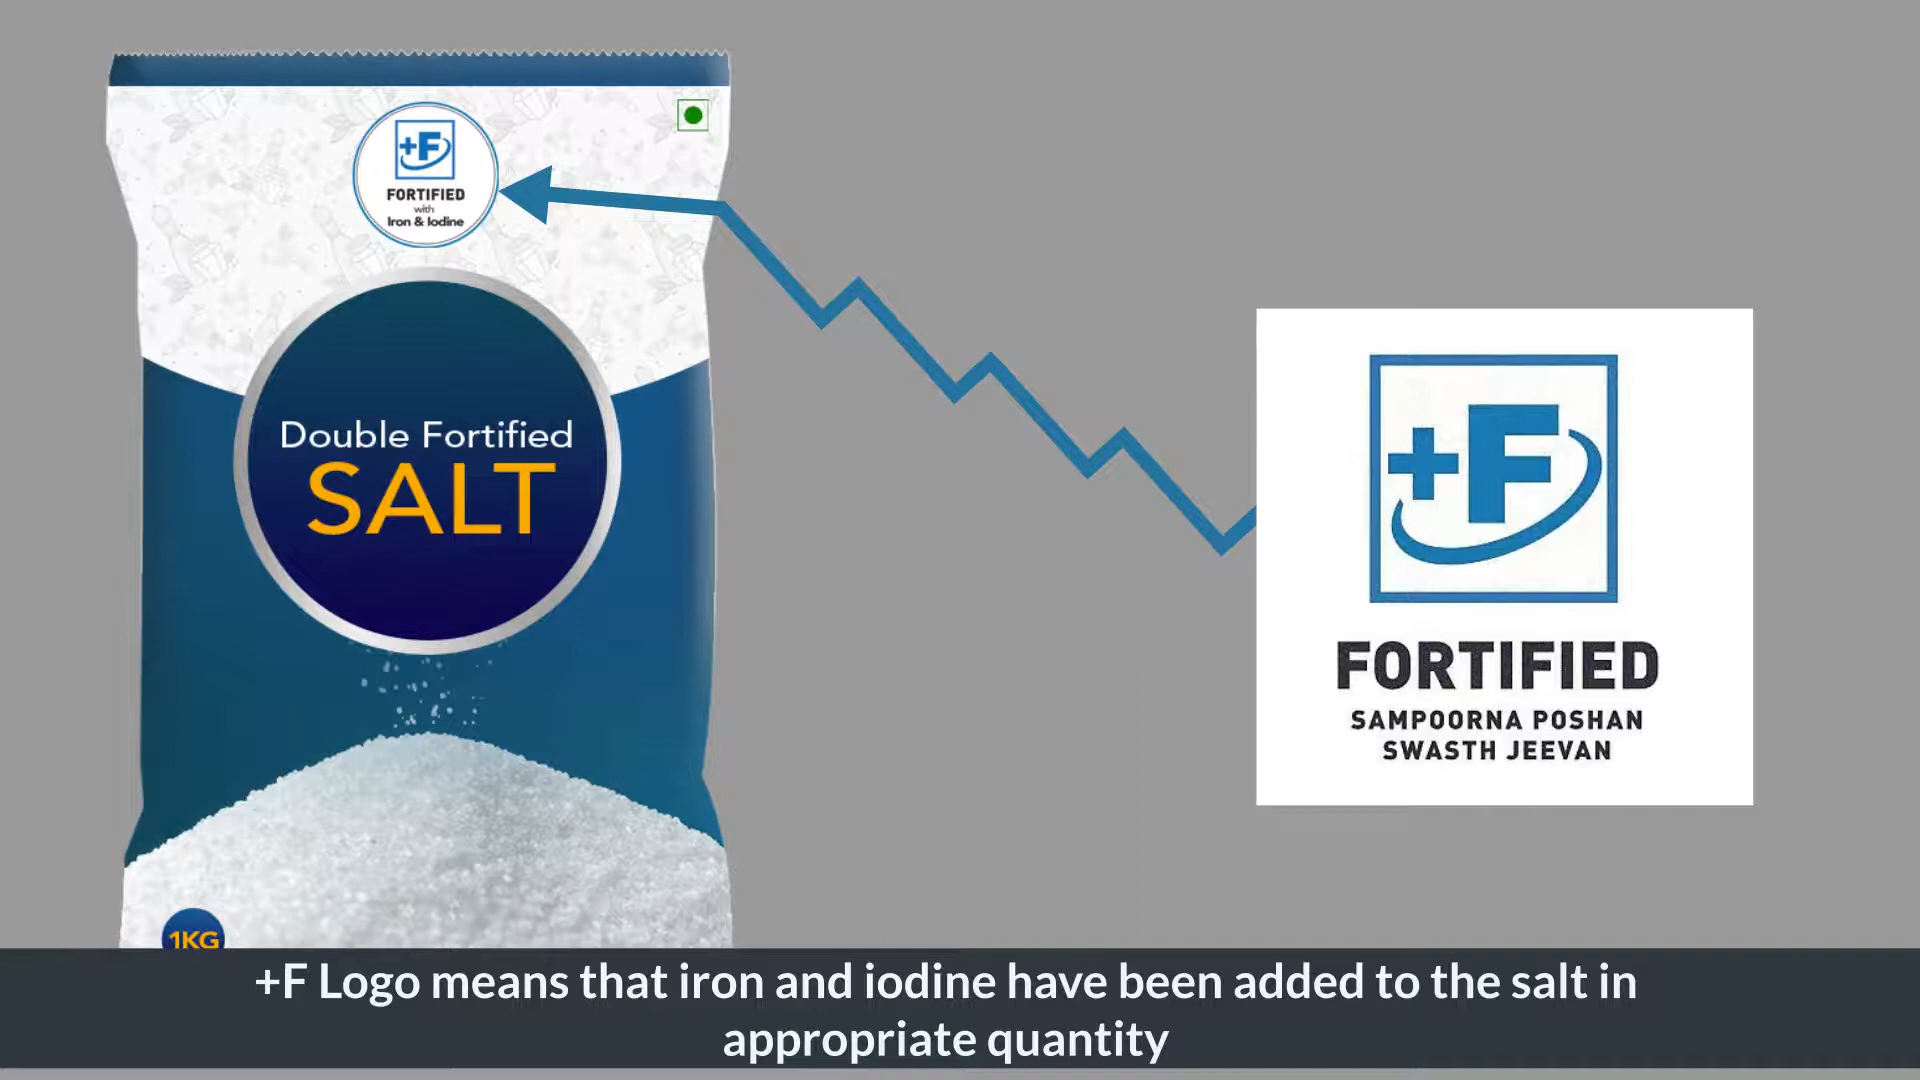 +F
FORTIFIED
with
Iron & Iodine
Double Fortified
SALT
1KG
+F
FORTIFIED
SAMPOORNA POSHAN
SWASTH JEEVAN
+F Logo means that iron and iodine have been added to the salt in
appropriate quantity